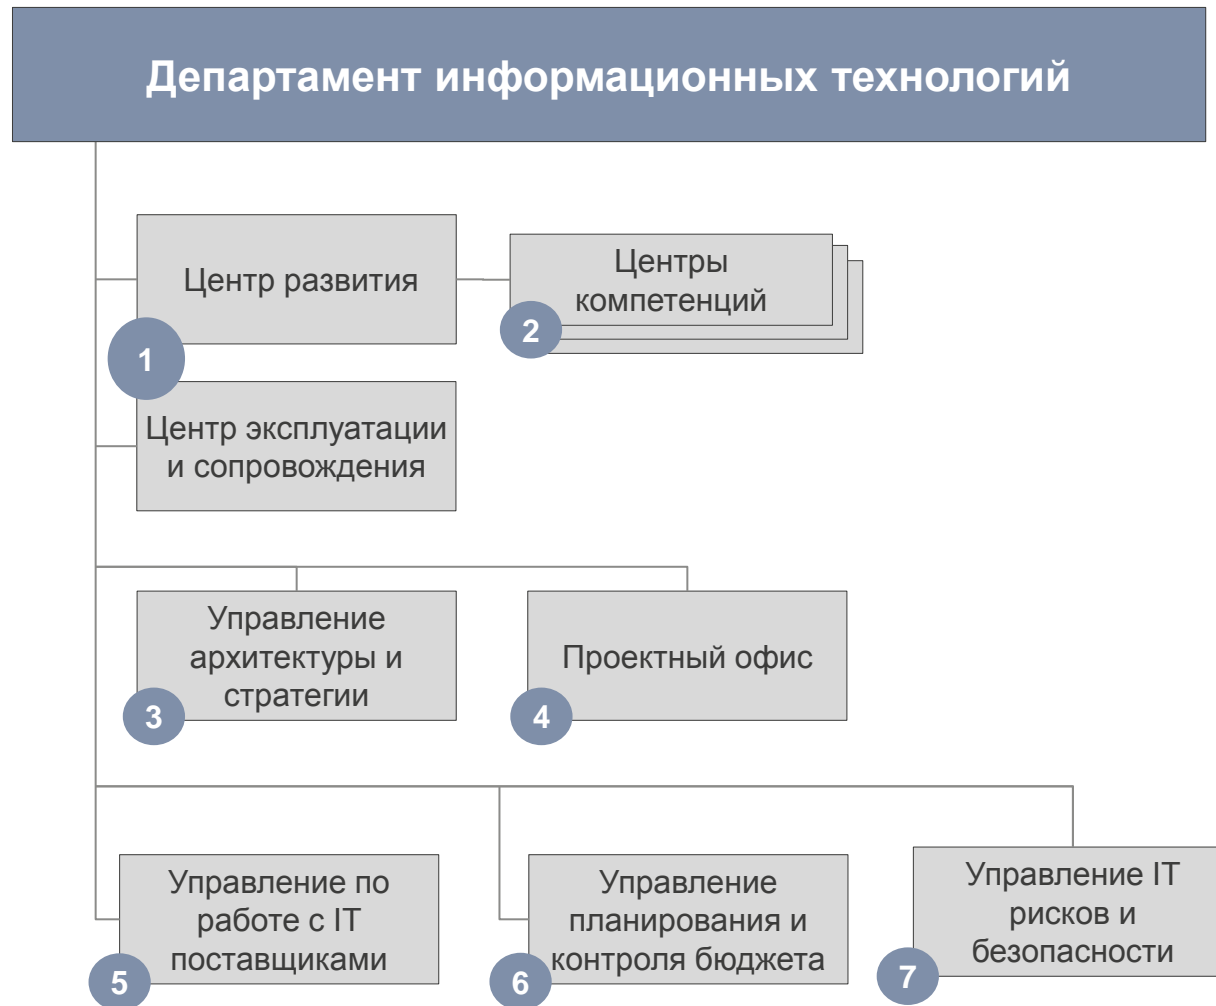 Департамент информационных технологий
Центр развития
Центры
компетенций
2
1
Центр эксплуатации
и сопровождения
Управление
архитектуры и
стратегии
3
Проектный офис
4
Управление по
работе с IT
поставщиками
5
Управление
планирования и
контроля бюджета
6
Управление IT
рисков и
безопасности
7